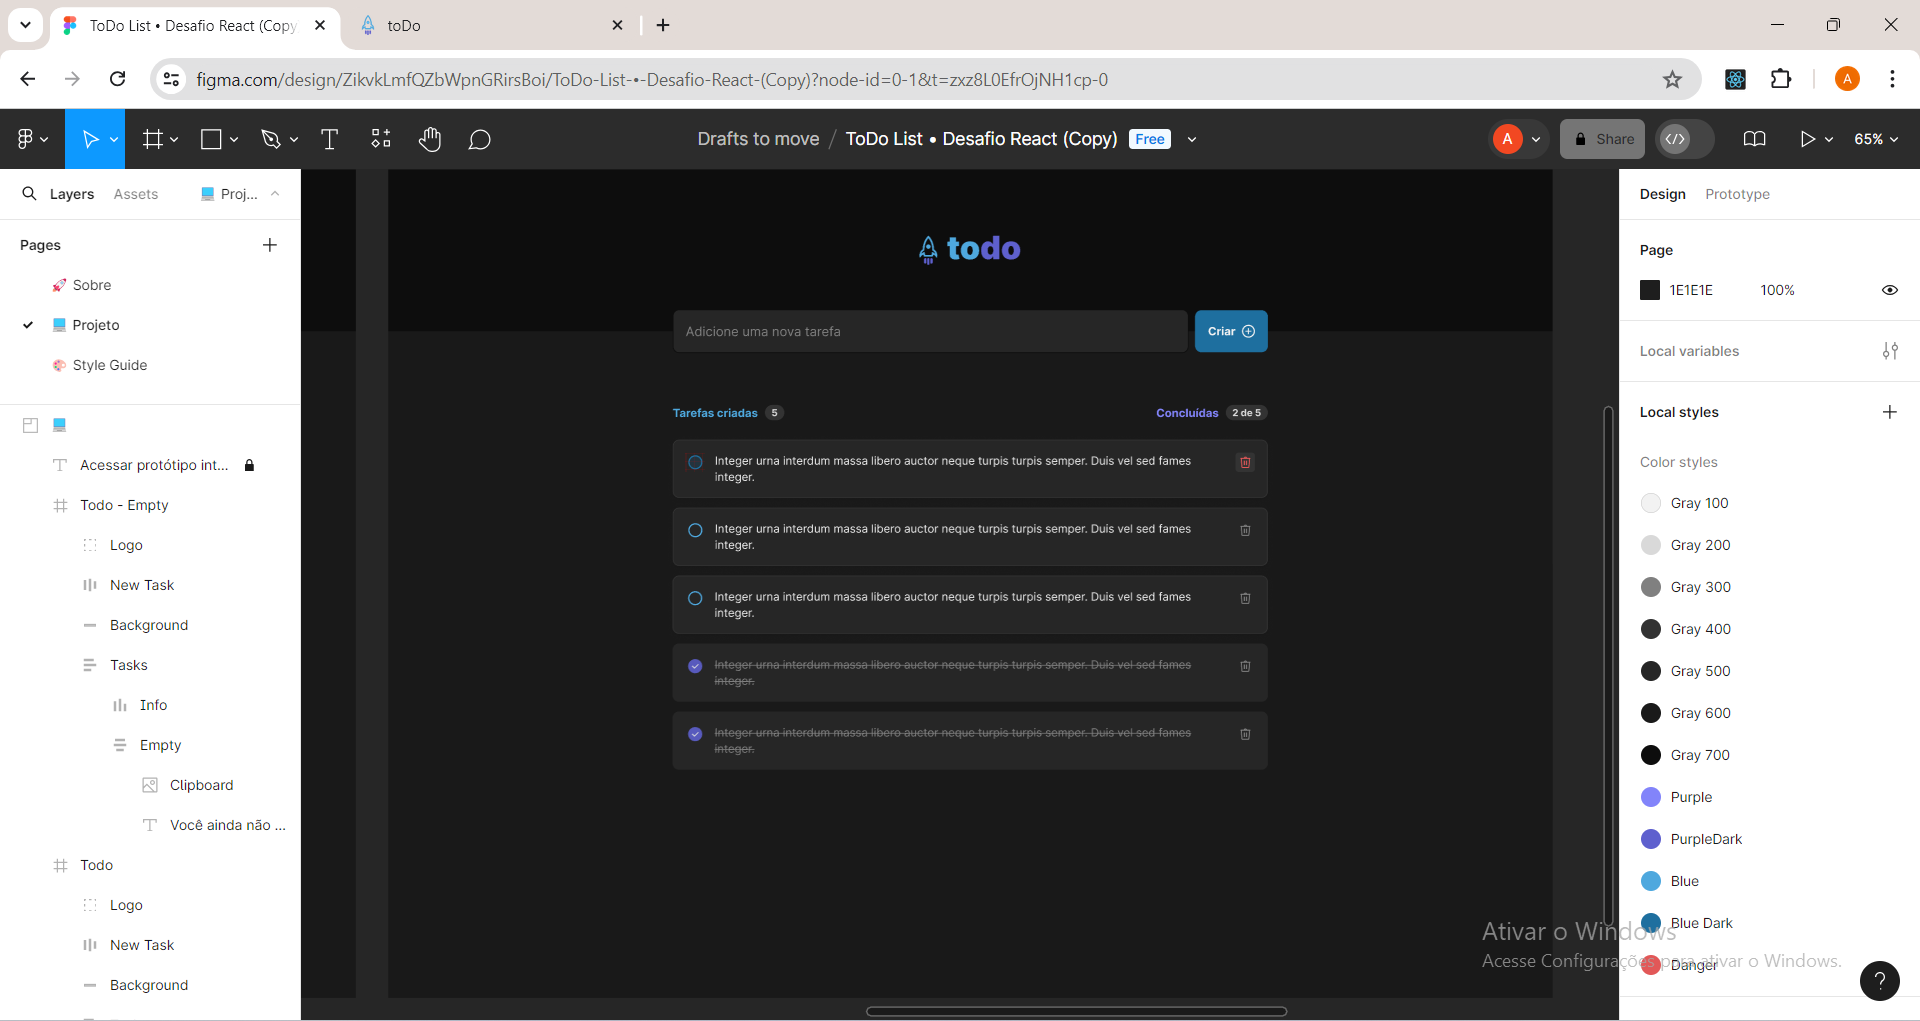 ToDo List • Desafio React (Copy
toDo
figma.com/design/ZikvkLmfQZbWpnGRirsBoi/ToDo-List-•-Desafio-React-(Copy)?node-id=0-1&t=zxz8L0EfrOjNH1cp-0
A
Drafts to move / ToDo List • Desafio React (Copy) Free
A
Share
65%
Layers
Assets
Proj...
Pages
Sobre
Projeto
Style Guide
Acessar protótipo int...
Todo - Empty
Logo
New Task
Background
Tasks
Info
Empty
Clipboard
Você ainda não ...
Todo
Logo
New Task
Background
todo
Adicione uma nova tarefa
Criar
Tarefas criadas 5
Concluídas 2 de 5
Integer urna interdum massa libero auctor neque turpis turpis semper. Duis vel sed fames
integer.
Integer urna interdum massa libero auctor neque turpis turpis semper. Duis vel sed fames
integer.
Integer urna interdum massa libero auctor neque turpis turpis semper. Duis vel sed fames
integer.
Integer urna interdum massa libero auctor neque turpis turpis semper. Duis vel sed fames
integer.
Integer urna interdum massa libero auctor neque turpis turpis semper. Duis vel sed fames
integer.
Design
Prototype
Page
1E1E1E 100%
Local variables
Local styles
Color styles
Gray 100
Gray 200
Gray 300
Gray 400
Gray 500
Gray 600
Gray 700
Purple
PurpleDark
Blue
Blue Dark
Danger
Ativar o Windows
Acesse Configurações para ativar o Windows.
?